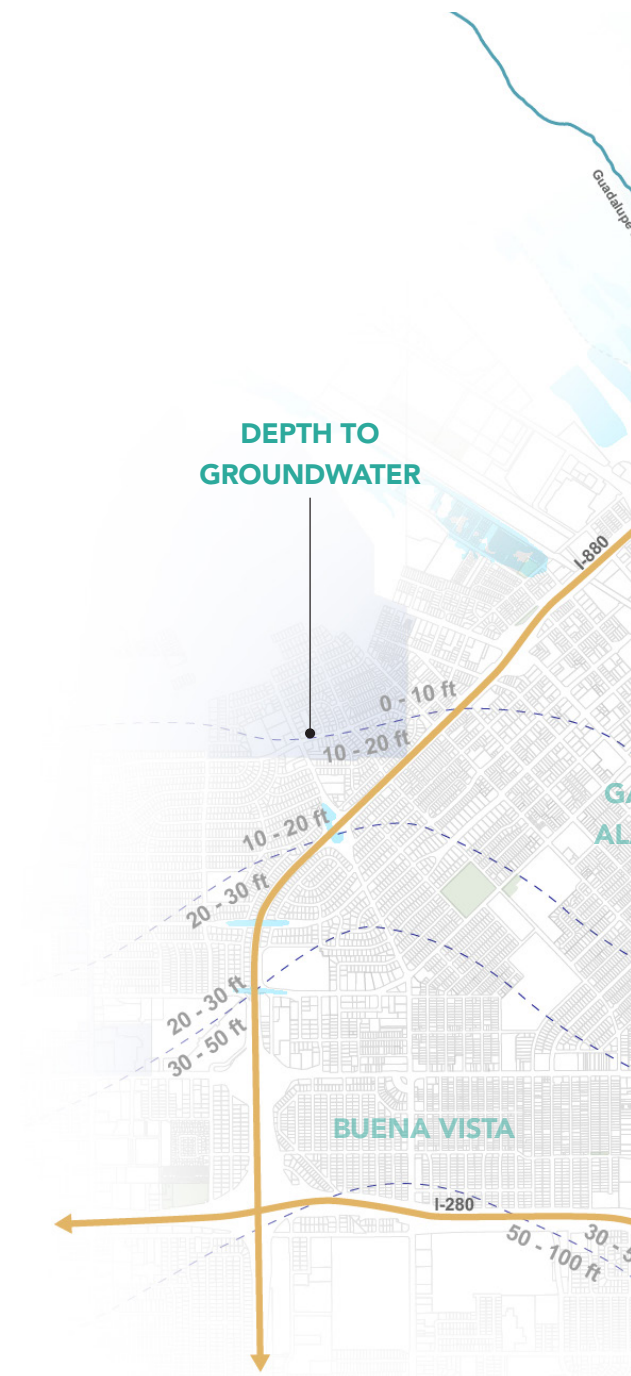 Guadalupe
DEPTH TO
GROUNDWATER
I-880
0 - 10 ft
10 - 20 ft
10 - 20 ft
20 - 30 ft
20 - 30 ft
30 - 50 ft
BUENA VISTA
I-280
50 - 100 ft